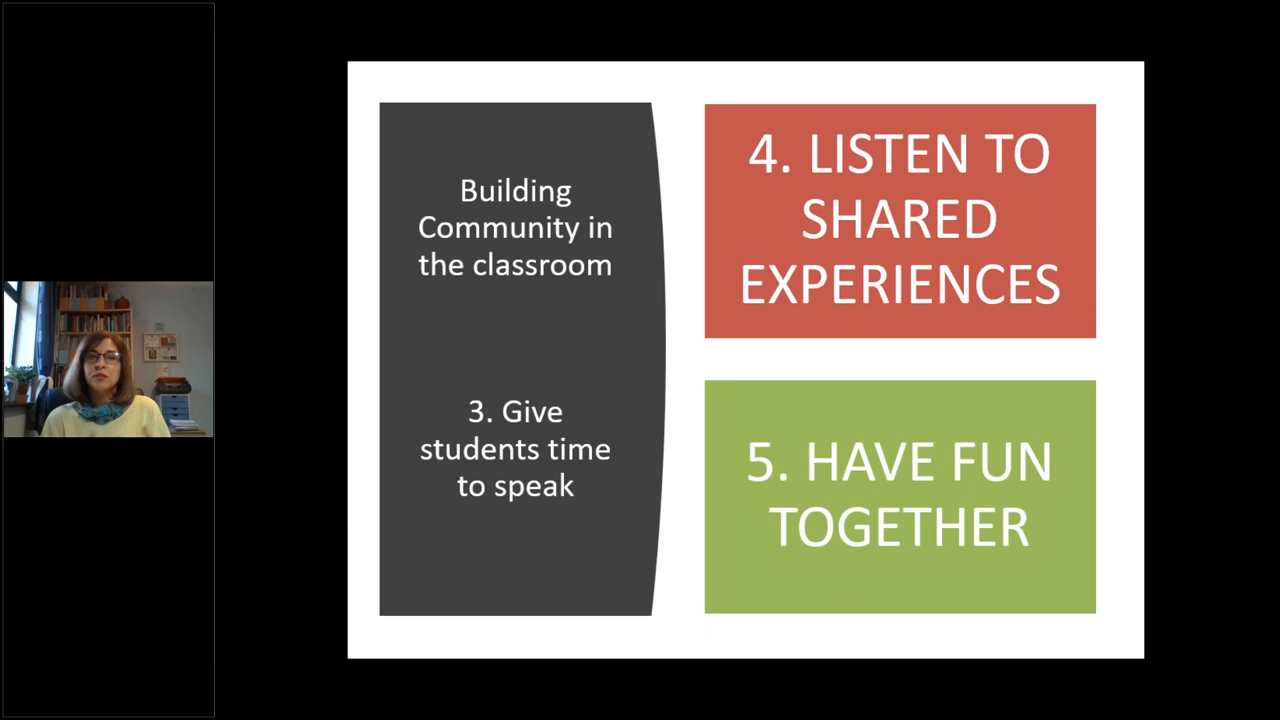 Building
Community in
the classroom
3. Give
students time
to speak
4. LISTEN TO
SHARED
EXPERIENCES
5. HAVE FUN
TOGETHER